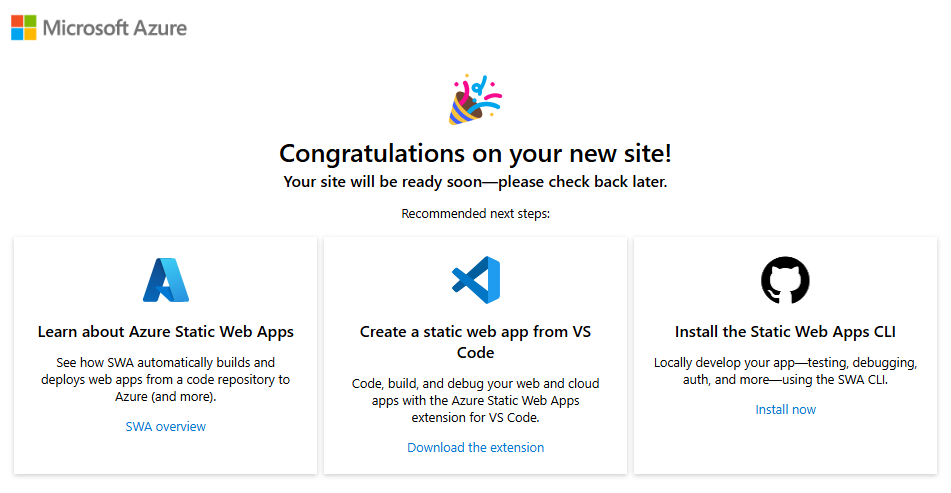 Microsoft Azure
Congratulations on your new site!
Your site will be ready soon—please check back later.
Recommended next steps:
Learn about Azure Static Web Apps
See how SWA automatically builds and
deploys web apps from a code repository to
Azure (and more).
SWA overview
Create a static web app from VS
Code
Code, build, and debug your web and cloud
apps with the Azure Static Web Apps
extension for VS Code.
Download the extension
Install the Static Web Apps CLI
Locally develop your app—testing, debugging,
auth, and more—using the SWA CLI.
Install now